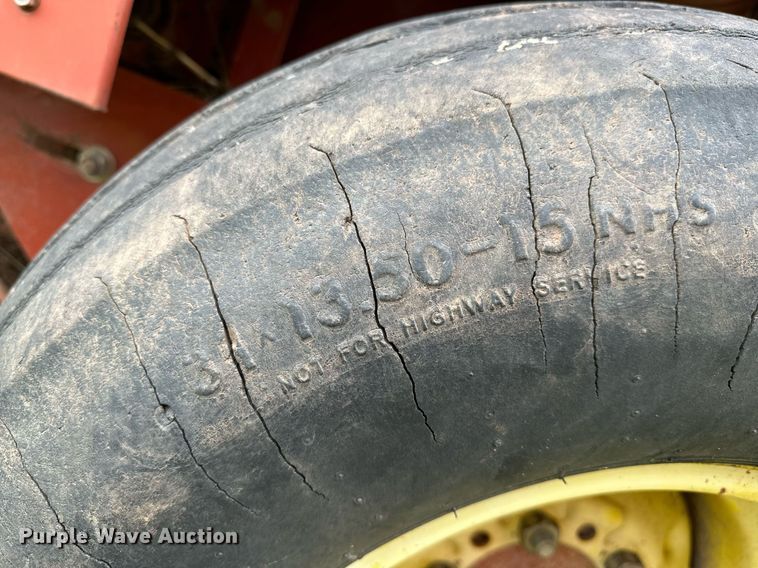 31x13.50-15 NHS
NOT FOR HIGHWAY SERVICE
Purple Wave Auction®